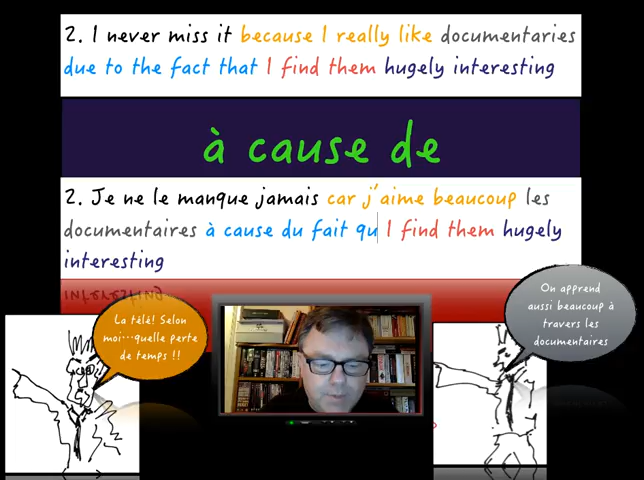 2. I never miss it because I really like documentaries
due to the fact that I find them hugely interesting
à cause de
2. Je ne le manque jamais car j'aime beaucoup les
documentaires à cause du fait qu I find them hugely
interesting
La télé! Selon
moi...quelle perte
de temps !!
On apprend
aussi beaucoup à
travers les
documentaires